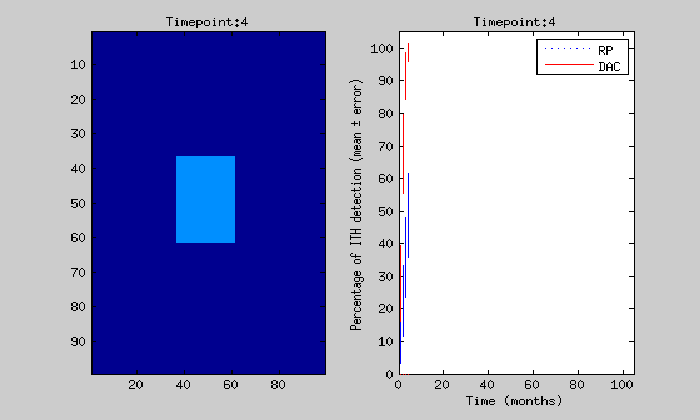 Timepoint:4
10
20
30
40
50
60
70
80
90
20 40 60 80
Timepoint:4
Percentage of ITH detection (mean ± error)
100
90
80
70
60
50
40
30
20
10
0
0 20 40 60 80 100
Time (months)
RP
DAC